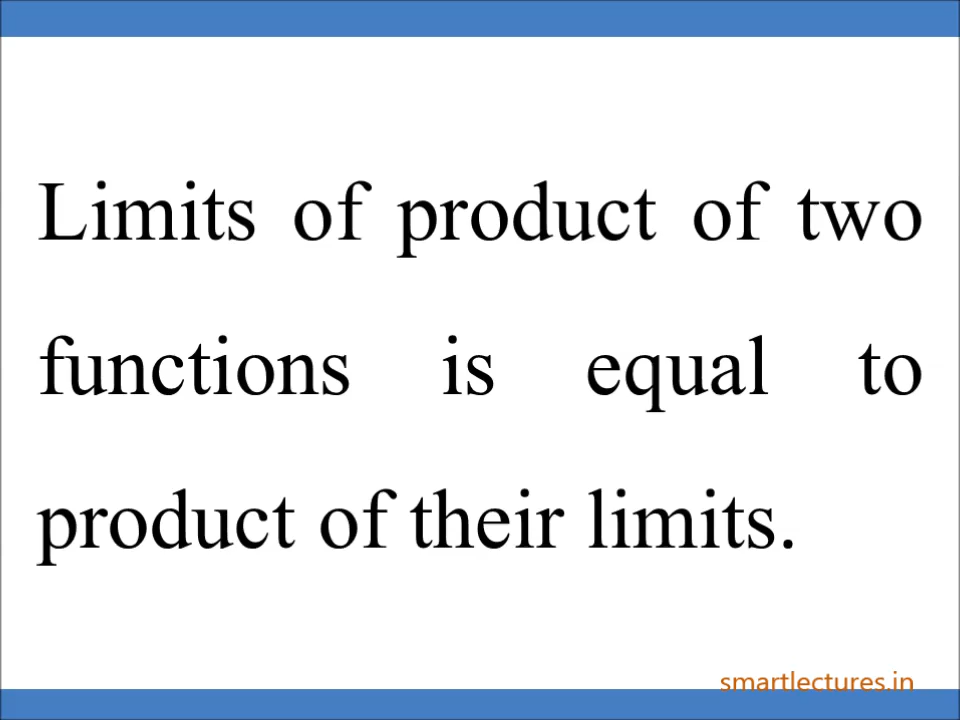 Limits of product of two
functions is equal to
product of their limits.
smartlectures.in